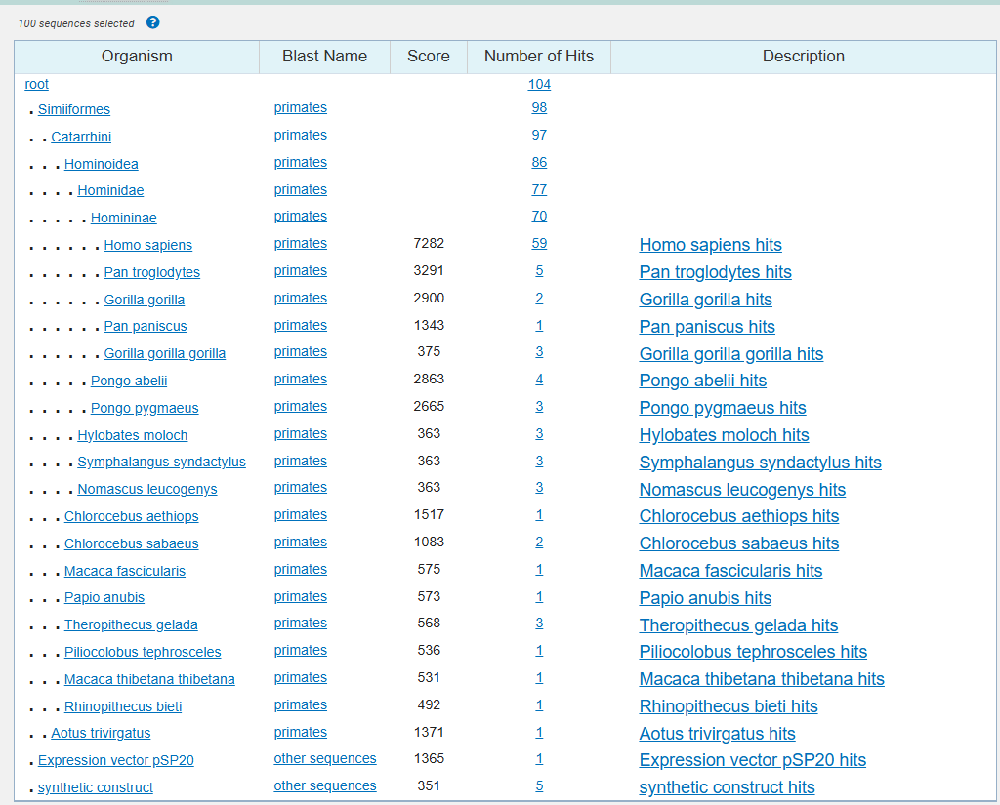 100 sequences selected ?
Organism Blast Name Score Number of Hits Description
root 104
. Simiiformes primates 98
. . Catarrhini primates 97
. . . Hominoidea primates 86
. . . . Hominidae primates 77
. . . . . Homininae primates 70
. . . . . . Homo sapiens primates 7282 59 Homo sapiens hits
. . . . . . Pan troglodytes primates 3291 5 Pan troglodytes hits
. . . . . . Gorilla gorilla primates 2900 2 Gorilla gorilla hits
. . . . . . Pan paniscus primates 1343 1 Pan paniscus hits
. . . . . . Gorilla gorilla gorilla primates 375 3 Gorilla gorilla gorilla hits
. . . . . Pongo abelii primates 2863 4 Pongo abelii hits
. . . . . Pongo pygmaeus primates 2665 3 Pongo pygmaeus hits
. . . . Hylobates moloch primates 363 3 Hylobates moloch hits
. . . . Symphalangus syndactylus primates 363 3 Symphalangus syndactylus hits
. . . . Nomascus leucogenys primates 363 3 Nomascus leucogenys hits
. . . Chlorocebus aethiops primates 1517 1 Chlorocebus aethiops hits
. . . Chlorocebus sabaeus primates 1083 2 Chlorocebus sabaeus hits
. . . Macaca fascicularis primates 575 1 Macaca fascicularis hits
. . . Papio anubis primates 573 1 Papio anubis hits
. . . Theropithecus gelada primates 568 3 Theropithecus gelada hits
. . . Piliocolobus tephrosceles primates 536 1 Piliocolobus tephrosceles hits
. . . Macaca thibetana thibetana primates 531 1 Macaca thibetana thibetana hits
. . . Rhinopithecus bieti primates 492 1 Rhinopithecus bieti hits
. . Aotus trivirgatus primates 1371 1 Aotus trivirgatus hits
. Expression vector pSP20 other sequences 1365 1 Expression vector pSP20 hits
. synthetic construct other sequences 351 5 synthetic construct hits